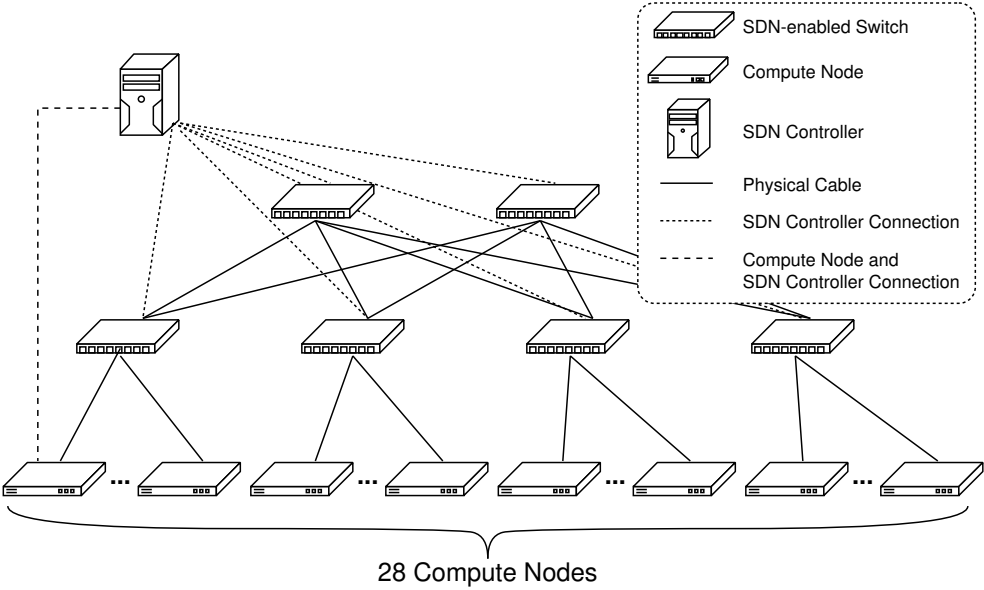 SDN-enabled Switch
Compute Node
SDN Controller
Physical Cable
SDN Controller Connection
Compute Node and
SDN Controller Connection
... ... ... ...
28 Compute Nodes